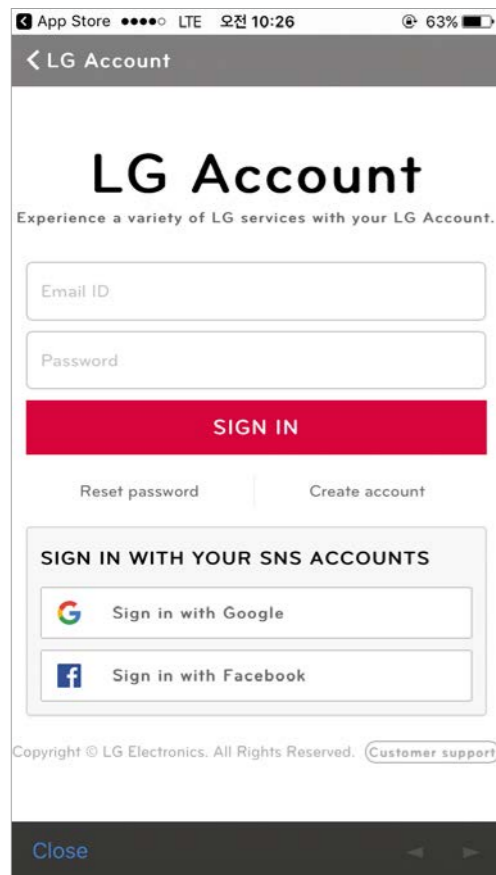 App Store LTE 오전 10:26 63%
LG Account
LG Account
Experience a variety of LG services with your LG Account.
Email ID
Password
SIGN IN
Reset password Create account
SIGN IN WITH YOUR SNS ACCOUNTS
Sign in with Google
Sign in with Facebook
Copyright © LG Electronics. All Rights Reserved. Customer support
Close